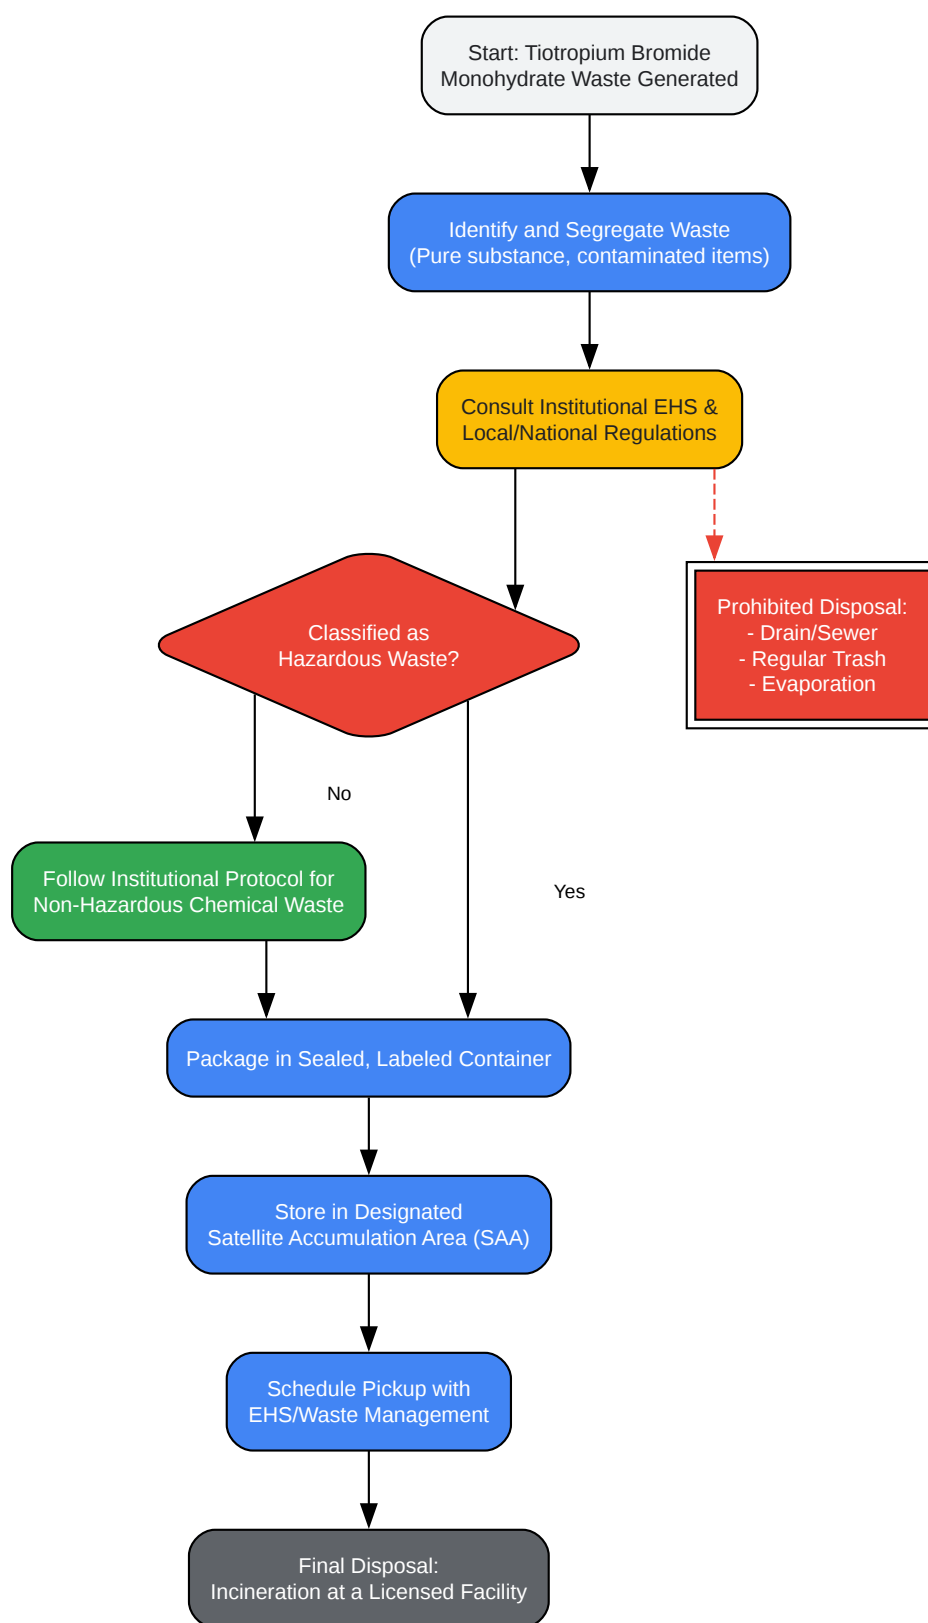 Start: Tiotropium Bromide
Monohydrate Waste Generated
Identify and Segregate Waste
(Pure substance, contaminated items)
Consult Institutional EHS &
Local/National Regulations
Classified as
Hazardous Waste?
Prohibited Disposal:
- Drain/Sewer
- Regular Trash
- Evaporation
No
Follow Institutional Protocol for
Non-Hazardous Chemical Waste
Yes
Package in Sealed, Labeled Container
Store in Designated
Satellite Accumulation Area (SAA)
Schedule Pickup with
EHS/Waste Management
Final Disposal:
Incineration at a Licensed Facility